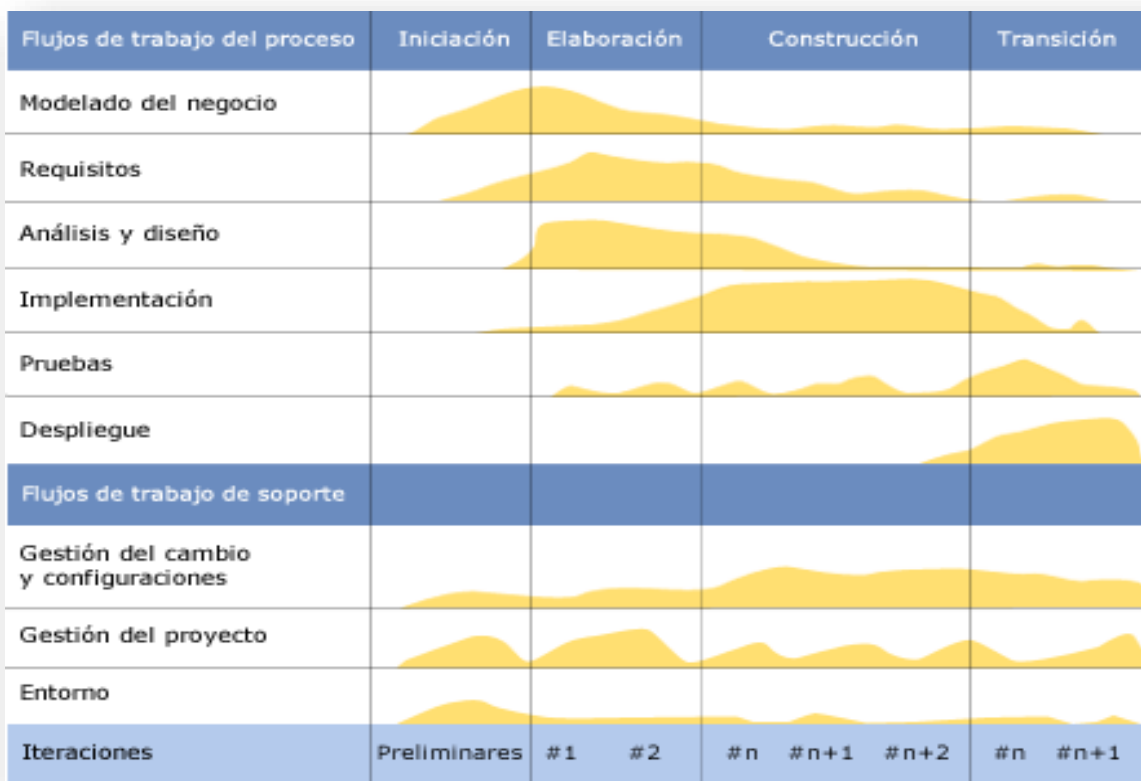 Flujos de trabajo del proceso Iniciación Elaboración Construcción Transición
Modelado del negocio
Requisitos
Análisis y diseño
Implementación
Pruebas
Despliegue
Flujos de trabajo de soporte
Gestión del cambio
y configuraciones
Gestión del proyecto
Entorno
Iteraciones Preliminares #1 #2 #n #n+1 #n+2 #n #n+1